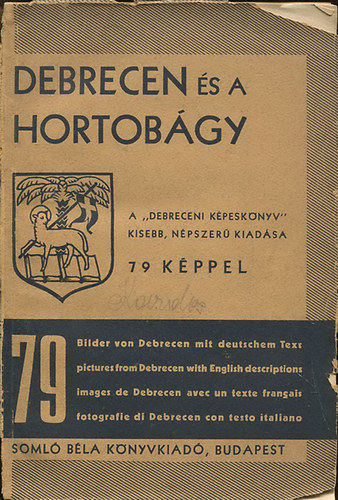 DEBRECEN ÉS A
HORTOBÁGY
A „DEBRECENI KÉPESKÖNYV"
KISEBB, NÉPSZERŰ KIADÁSA
79 KÉPPEL
79
Bilder von Debrecen mit deutschem Text
pictures from Debrecen with English descriptions
images de Debrecen avec un texte français
fotografie di Debrecen con testo italiano
SOMLÓ BÉLA KÖNYVKIADÓ, BUDAPEST